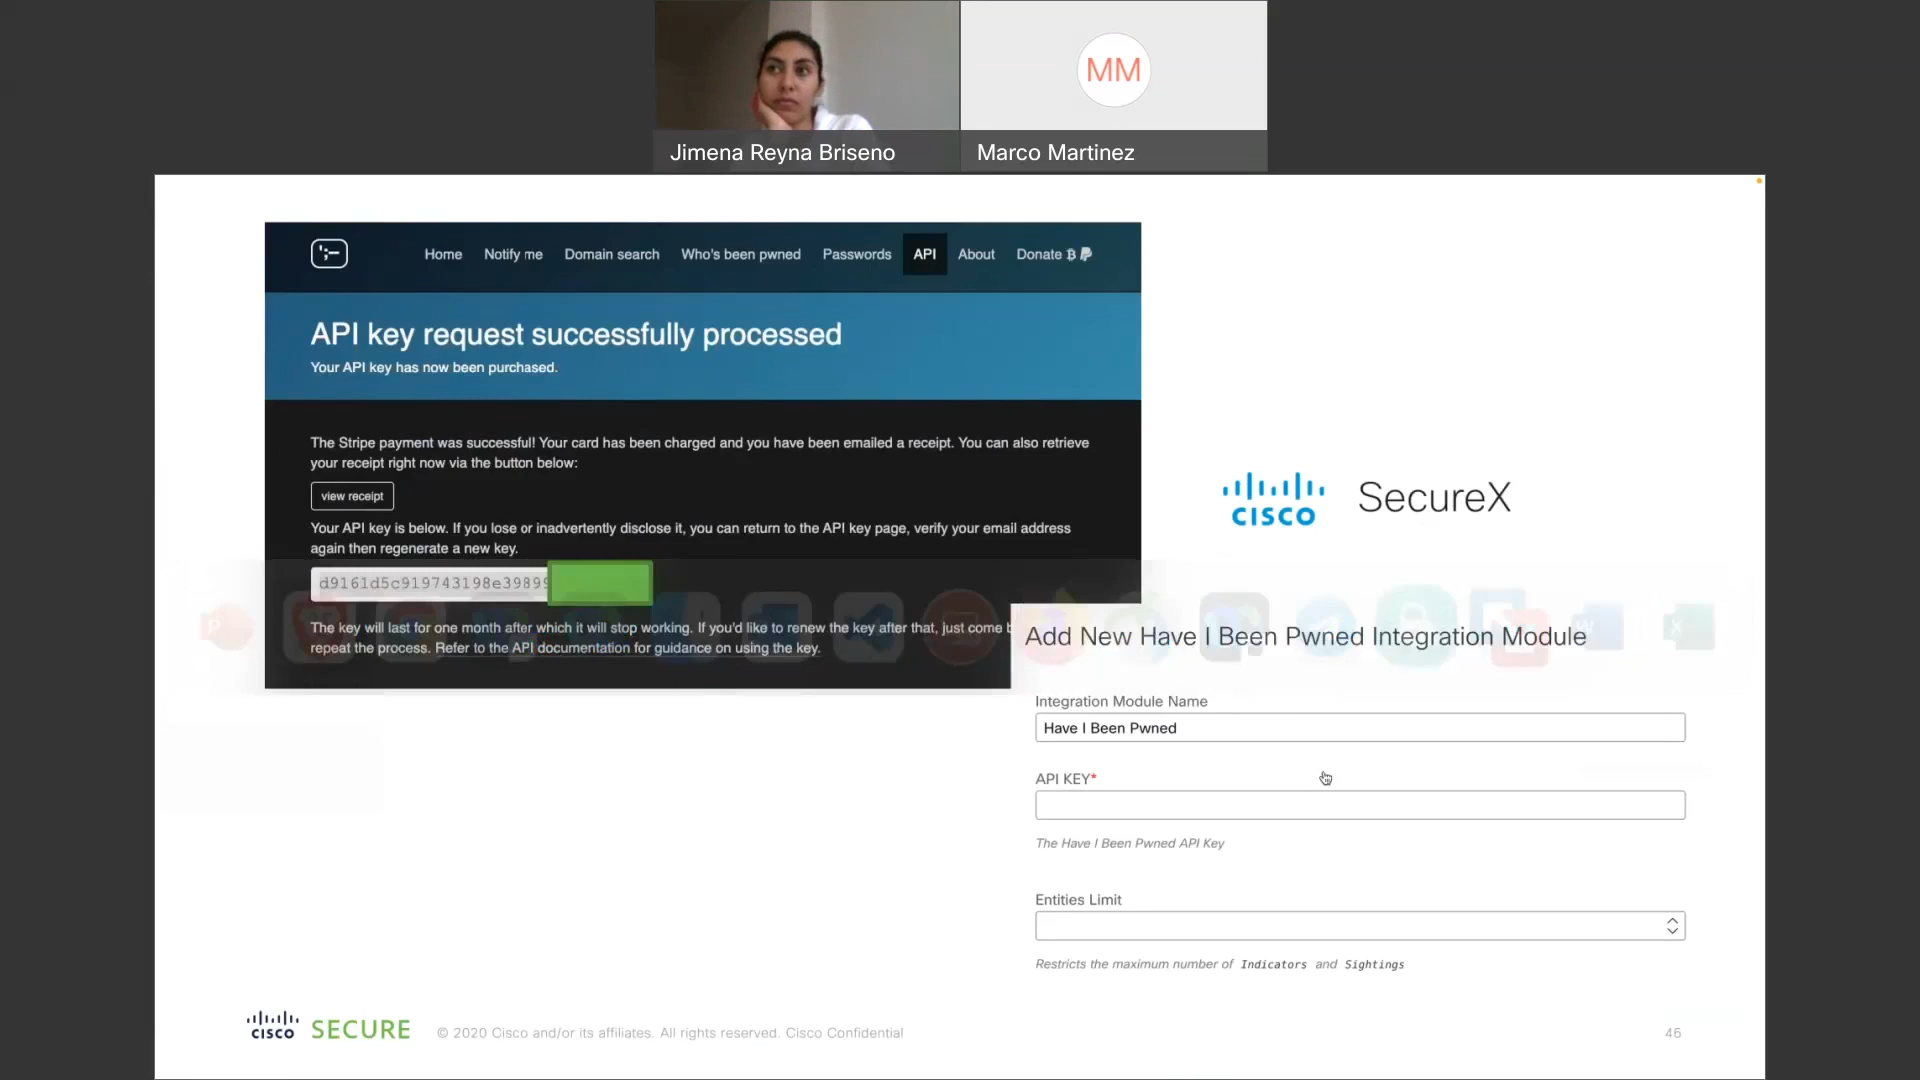 MM
Jimena Reyna Briseno
Marco Martinez
Home Notify me Domain search Who's been pwned Passwords API About Donate
API key request successfully processed
Your API key has now been purchased.
The Stripe payment was successful! Your card has been charged and you have been emailed a receipt. You can also retrieve
your receipt right now via the button below:
view receipt
Your API key is below. If you lose or inadvertently disclose it, you can return to the API key page, verify your email address
again then regenerate a new key.
d9161d5c919743198e39899
The key will last for one month after which it will stop working. If you'd like to renew the key after that, just come
repeat the process. Refer to the API documentation for guidance on using the key.
CISCO SecureX
Add New Have I Been Pwned Integration Module
Integration Module Name
Have I Been Pwned
API KEY*
The Have I Been Pwned API Key
Entities Limit
Restricts the maximum number of Indicators and Sightings
CISCO SECURE © 2020 Cisco and/or its affiliates. All rights reserved. Cisco Confidential 46